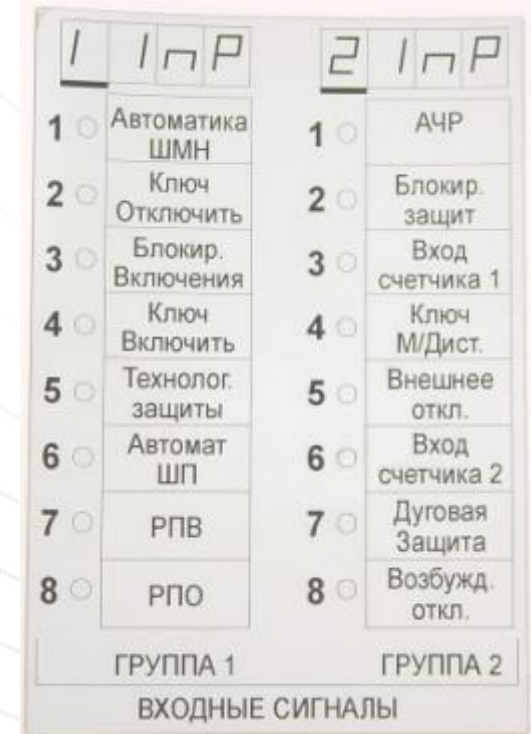 1 InP
1 Автоматика
ШМН
2 Ключ
Отключить
3 Блокир.
Включения
4 Ключ
Включить
5 Технолог.
защиты
6 Автомат
ШП
7 РПВ
8 РПО
ГРУППА 1
2 InP
1 АЧР
2 Блокир.
защит
3 Вход
счетчика 1
4 Ключ
М/Дист.
5 Внешнее
откл.
6 Вход
счетчика 2
7 Дуговая
Защита
8 Возбужд.
откл.
ГРУППА 2
ВХОДНЫЕ СИГНАЛЫ